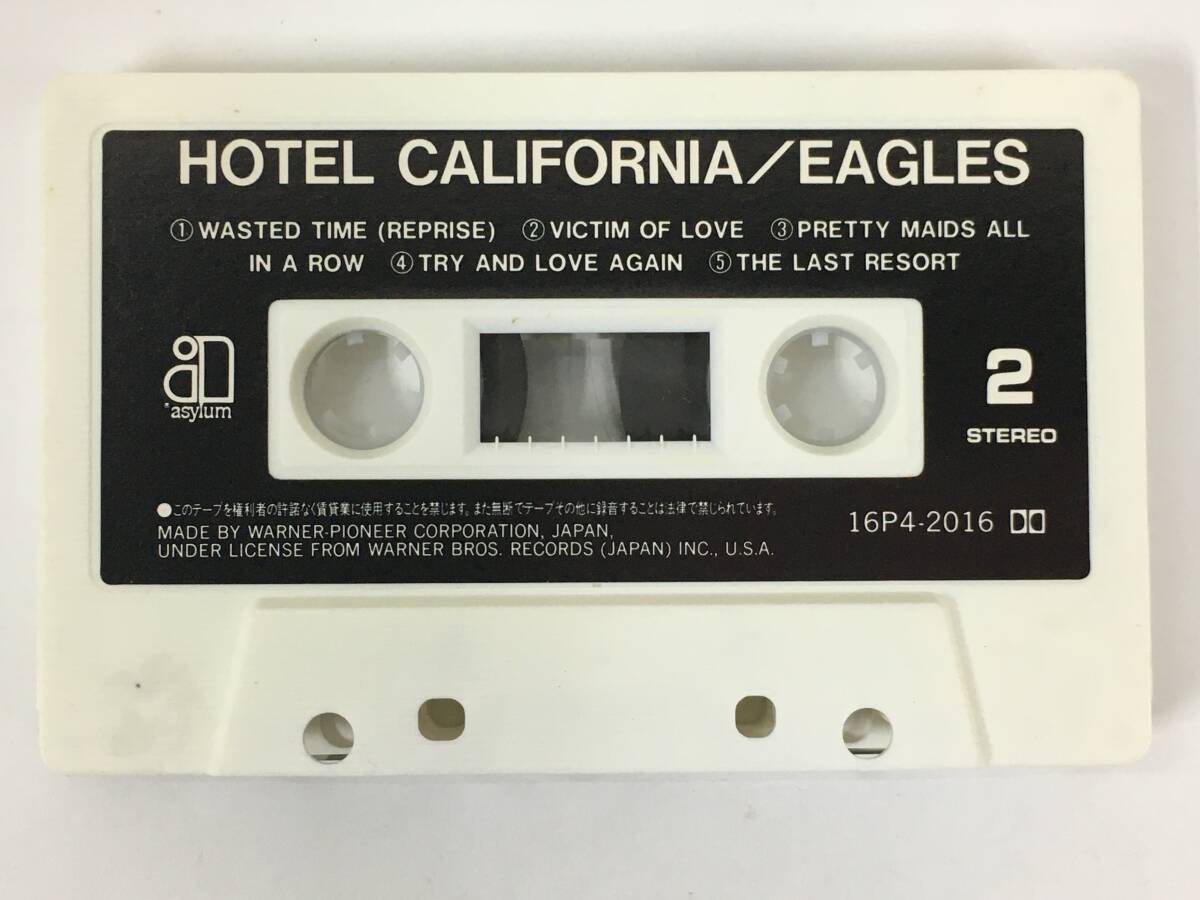 HOTEL CALIFORNIA/EAGLES
①WASTED TIME (REPRISE) ②VICTIM OF LOVE ③PRETTY MAIDS ALL
IN A ROW ④TRY AND LOVE AGAIN ⑤THE LAST RESORT
asylum
2
STEREO
●このテープを権利者の許諾なく賃貸業に使用することを禁じます。また無断でテープその他に録音することは法律で禁じられています。
MADE BY WARNER-PIONEER CORPORATION, JAPAN,
UNDER LICENSE FROM WARNER BROS. RECORDS (JAPAN) INC., U.S.A.
16P4-2016